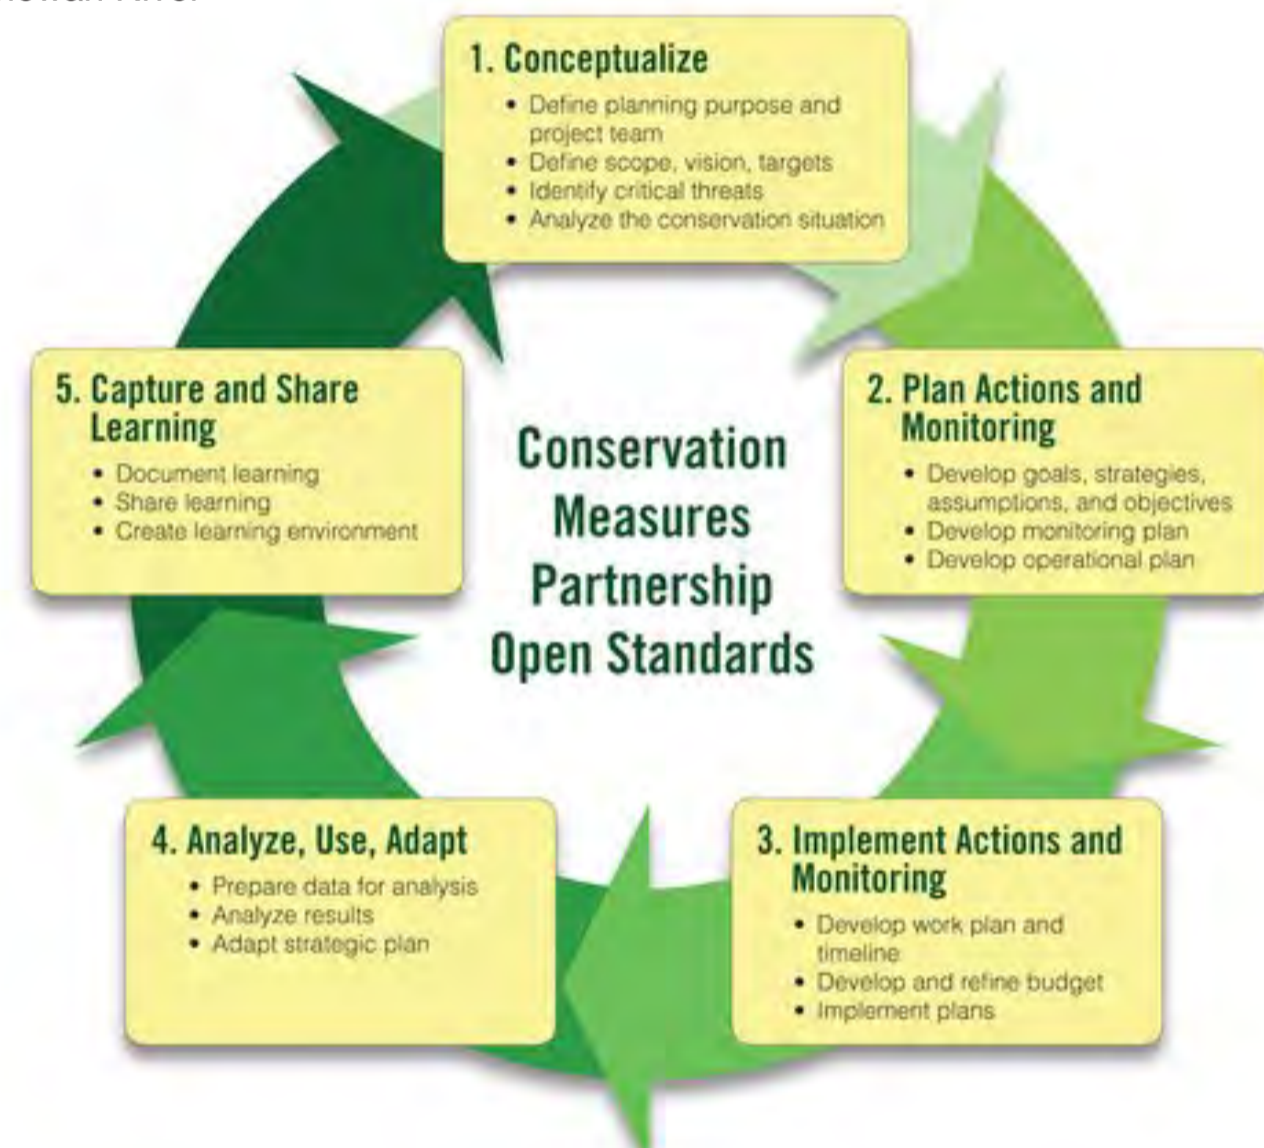 1. Conceptualize
• Define planning purpose and
project team
• Define scope, vision, targets
• Identify critical threats
• Analyze the conservation situation
2. Plan Actions and
Monitoring
• Develop goals, strategies,
assumptions, and objectives
• Develop monitoring plan
• Develop operational plan
3. Implement Actions and
Monitoring
• Develop work plan and
timeline
• Develop and refine budget
• Implement plans
4. Analyze, Use, Adapt
• Prepare data for analysis
• Analyze results
• Adapt strategic plan
5. Capture and Share
Learning
• Document learning
• Share learning
• Create learning environment
Conservation
Measures
Partnership
Open Standards